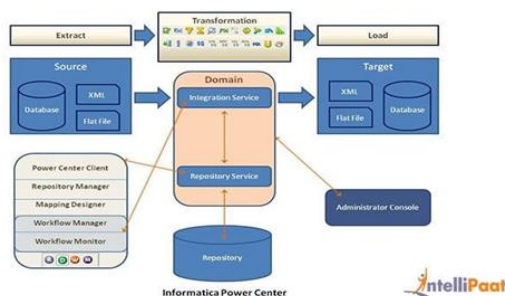 Transformation
Extract
Load
Source
Database
XML
Flat File
Domain
Integration Service
Repository Service
Target
XML
Flat File
Database
Power Center Client
Repository Manager
Mapping Designer
Workflow Manager
Workflow Monitor
Administrator Console
Repository
Informatica Power Center
IntelliPaat